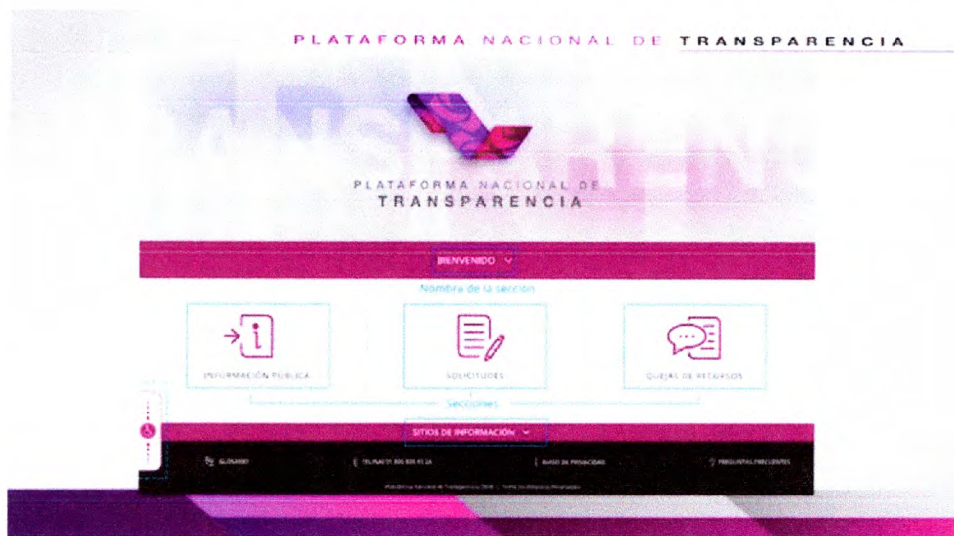 PLATAFORMA NACIONAL DE TRANSPARENCIA
PLATAFORMA NACIONAL DE
TRANSPARENCIA
BIENVENIDO
Nombre de la sección
INFORMACIÓN PÚBLICA
SOLICITUDES
QUEJAS DE RECURSOS
Secciones
SITIOS DE INFORMACIÓN
GLOSARIO
AVISO DE PRIVACIDAD
PREGUNTAS FRECUENTES